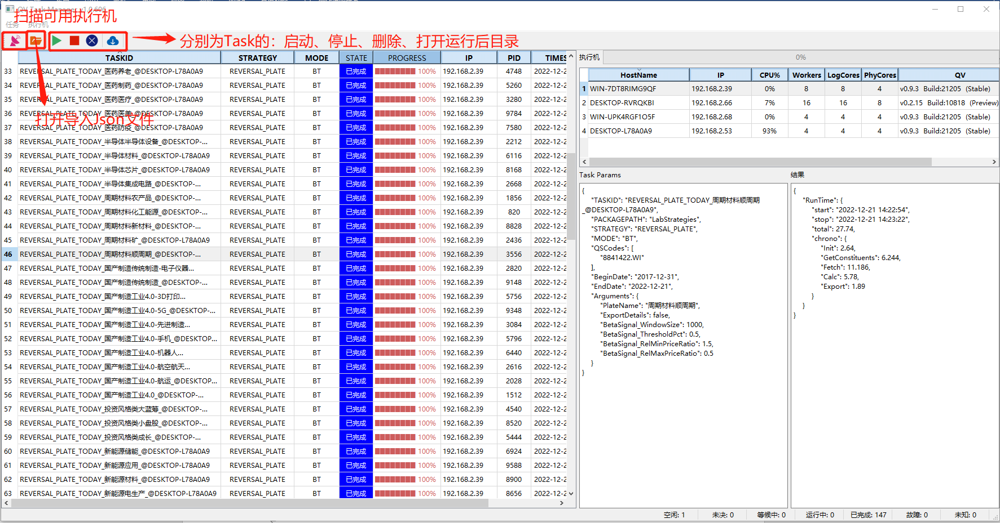 QV Task Manager v1.0.606
扫描可用执行机
任务 执行机
分别为Task的：启动、停止、删除、打开运行后目录
打开导入Json文件
TASKID STRATEGY MODE STATE PROGRESS IP PID TIMES
33 REVERSAL_PLATE_TODAY_医药养老_@DESKTOP-L78A0A9 REVERSAL_PLATE BT 已完成 100% 192.168.2.39 4748 2022-12-2
34 REVERSAL_PLATE_TODAY_医药制药_@DESKTOP-L78A0A9 REVERSAL_PLATE BT 已完成 100% 192.168.2.39 5260 2022-12-2
35 REVERSAL_PLATE_TODAY_医药医疗_@DESKTOP-L78A0A9 REVERSAL_PLATE BT 已完成 100% 192.168.2.39 3280 2022-12-2
36 REVERSAL_PLATE_TODAY_医药医美_@DESKTOP-L78A0A9 REVERSAL_PLATE BT 已完成 100% 192.168.2.39 9784 2022-12-2
37 REVERSAL_PLATE_TODAY_医药防疫_@DESKTOP-L78A0A9 REVERSAL_PLATE BT 已完成 100% 192.168.2.39 7580 2022-12-2
38 REVERSAL_PLATE_TODAY_半导体半导体设备_@DESKTOP-... REVERSAL_PLATE BT 已完成 100% 192.168.2.39 2212 2022-12-2
39 REVERSAL_PLATE_TODAY_半导体材料_@DESKTOP-L78A0A9 REVERSAL_PLATE BT 已完成 100% 192.168.2.39 6116 2022-12-2
40 REVERSAL_PLATE_TODAY_半导体芯片_@DESKTOP-L78A0A9 REVERSAL_PLATE BT 已完成 100% 192.168.2.39 8168 2022-12-2
41 REVERSAL_PLATE_TODAY_半导体集成电路_@DESKTOP-... REVERSAL_PLATE BT 已完成 100% 192.168.2.39 2668 2022-12-2
42 REVERSAL_PLATE_TODAY_周期材料农产品_@DESKTOP-... REVERSAL_PLATE BT 已完成 100% 192.168.2.39 1856 2022-12-2
43 REVERSAL_PLATE_TODAY_周期材料化工能源_@DESKTOP-... REVERSAL_PLATE BT 已完成 100% 192.168.2.39 820 2022-12-2
44 REVERSAL_PLATE_TODAY_周期材料新材料_@DESKTOP-... REVERSAL_PLATE BT 已完成 100% 192.168.2.39 8828 2022-12-2
45 REVERSAL_PLATE_TODAY_周期材料矿_@DESKTOP-L78A0A9 REVERSAL_PLATE BT 已完成 100% 192.168.2.39 2436 2022-12-2
46 REVERSAL_PLATE_TODAY_周期材料顺周期_@DESKTOP-... REVERSAL_PLATE BT 已完成 100% 192.168.2.39 3556 2022-12-2
47 REVERSAL_PLATE_TODAY_国产制造传统制造-电子仪器... REVERSAL_PLATE BT 已完成 100% 192.168.2.39 2820 2022-12-2
48 REVERSAL_PLATE_TODAY_国产制造传统制造_@DESKTOP-... REVERSAL_PLATE BT 已完成 100% 192.168.2.39 9148 2022-12-2
49 REVERSAL_PLATE_TODAY_国产制造工业4.0-3D打印... REVERSAL_PLATE BT 已完成 100% 192.168.2.39 5756 2022-12-2
50 REVERSAL_PLATE_TODAY_国产制造工业4.0-5G_@DESKTOP-... REVERSAL_PLATE BT 已完成 100% 192.168.2.39 9348 2022-12-2
51 REVERSAL_PLATE_TODAY_国产制造工业4.0-先进制造... REVERSAL_PLATE BT 已完成 100% 192.168.2.39 3084 2022-12-2
52 REVERSAL_PLATE_TODAY_国产制造工业4.0-手机_@DESKTOP... REVERSAL_PLATE BT 已完成 100% 192.168.2.39 5796 2022-12-2
53 REVERSAL_PLATE_TODAY_国产制造工业4.0-机器人... REVERSAL_PLATE BT 已完成 100% 192.168.2.39 6440 2022-12-2
54 REVERSAL_PLATE_TODAY_国产制造工业4.0-航空航天... REVERSAL_PLATE BT 已完成 100% 192.168.2.39 2616 2022-12-2
55 REVERSAL_PLATE_TODAY_国产制造工业4.0-航运_@DESKTOP... REVERSAL_PLATE BT 已完成 100% 192.168.2.39 2028 2022-12-2
56 REVERSAL_PLATE_TODAY_国产制造工业4.0_@DESKTOP-... REVERSAL_PLATE BT 已完成 100% 192.168.2.39 1512 2022-12-2
57 REVERSAL_PLATE_TODAY_投资风格类大蓝筹_@DESKTOP-... REVERSAL_PLATE BT 已完成 100% 192.168.2.39 4540 2022-12-2
58 REVERSAL_PLATE_TODAY_投资风格类小盘股_@DESKTOP-... REVERSAL_PLATE BT 已完成 100% 192.168.2.39 8520 2022-12-2
59 REVERSAL_PLATE_TODAY_投资风格类成长_@DESKTOP-... REVERSAL_PLATE BT 已完成 100% 192.168.2.39 5444 2022-12-2
60 REVERSAL_PLATE_TODAY_新能源储能_@DESKTOP-L78A0A9 REVERSAL_PLATE BT 已完成 100% 192.168.2.39 6924 2022-12-2
61 REVERSAL_PLATE_TODAY_新能源应用_@DESKTOP-L78A0A9 REVERSAL_PLATE BT 已完成 100% 192.168.2.39 9588 2022-12-2
62 REVERSAL_PLATE_TODAY_新能源材料_@DESKTOP-L78A0A9 REVERSAL_PLATE BT 已完成 100% 192.168.2.39 8900 2022-12-2
63 REVERSAL_PLATE_TODAY_新能源电生产_@DESKTOP-L78A0A9 REVERSAL_PLATE BT 已完成 100% 192.168.2.39 8656 2022-12-2
执行机 0%
HostName IP CPU% Workers LogCores PhyCores QV
1 WIN-7DT8RIMG9QF 192.168.2.39 0% 8 8 4 v0.9.3 Build:21205 (Stable)
2 DESKTOP-RVRQKBI 192.168.2.66 7% 16 16 8 v0.2.15 Build:10818 (Preview)
3 WIN-UPK4RGF1O5F 192.168.2.68 0% 4 4 4 v0.9.3 Build:21205 (Stable)
4 DESKTOP-L78A0A9 192.168.2.53 93% 4 4 4 v0.9.3 Build:21205 (Stable)
Task Params
{
"TASKID": "REVERSAL_PLATE_TODAY_周期材料顺周期
_@DESKTOP-L78A0A9",
"PACKAGEPATH": "LabStrategies",
"STRATEGY": "REVERSAL_PLATE",
"MODE": "BT",
"QSCodes": [
"8841422.WI"
],
"BeginDate": "2017-12-31",
"EndDate": "2022-12-21",
"Arguments": {
"PlateName": "周期材料顺周期",
"ExportDetails": false,
"BetaSignal_WindowSize": 1000,
"BetaSignal_ThresholdPct": 0.5,
"BetaSignal_RelMinPriceRatio": 1.5,
"BetaSignal_RelMaxPriceRatio": 0.5
}
}
结果
{
"RunTime": {
"start": "2022-12-21 14:22:54",
"stop": "2022-12-21 14:23:22",
"total": 27.74,
"chrono": {
"Init": 2.64,
"GetConstituents": 6.244,
"Fetch": 11.186,
"Calc": 5.78,
"Export": 1.89
}
}
}
空闲: 1 未决: 0 等候中: 0 运行中: 0 已完成: 147 故障: 0 未知: 0